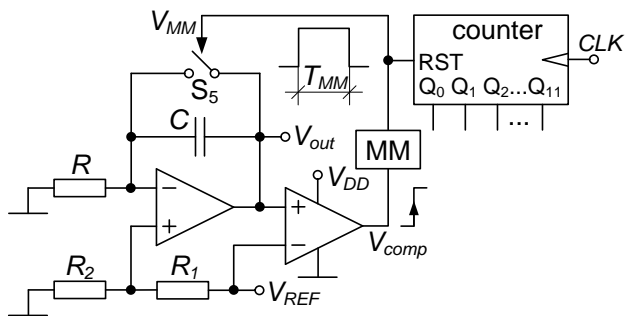 V_MM
counter
RST
CLK
Q_0 Q_1 Q_2...Q_11
...
S_5
T_MM
C
V_out
MM
R
V_DD
−
+
+
−
V_comp
R_2
R_1
V_REF